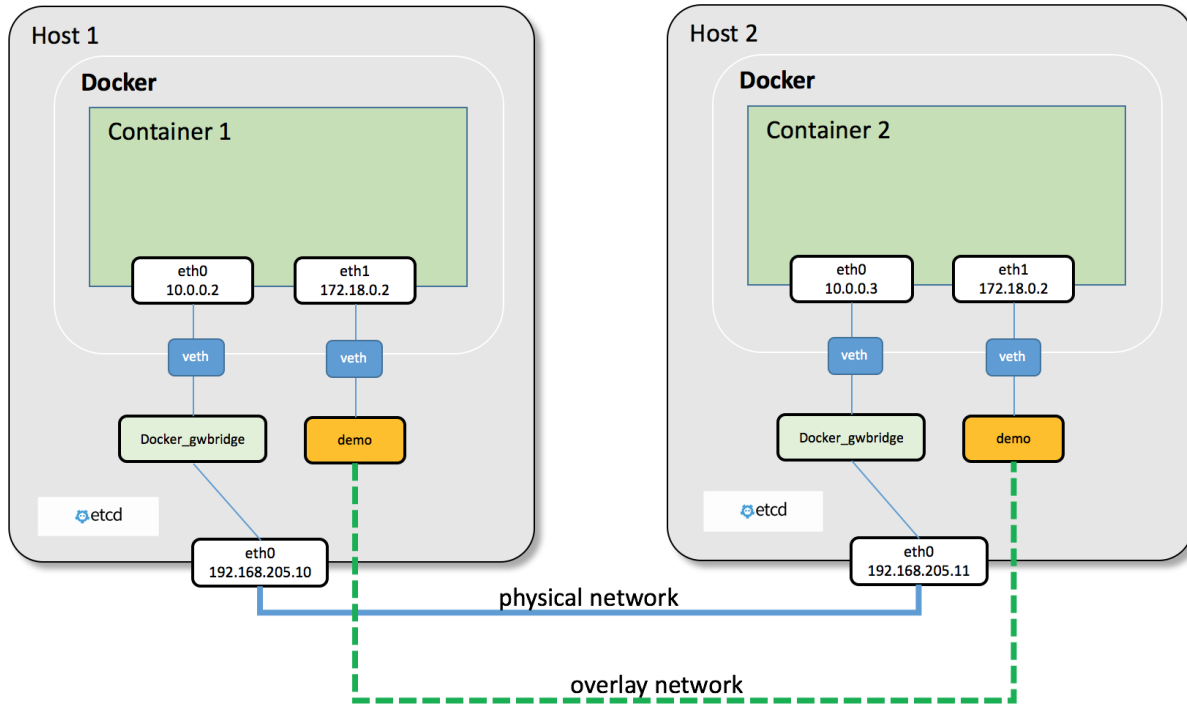 Host 1
Docker
Container 1
eth0
10.0.0.2
eth1
172.18.0.2
veth
veth
Docker_gwbridge
demo
etcd
eth0
192.168.205.10
Host 2
Docker
Container 2
eth0
10.0.0.3
eth1
172.18.0.2
veth
veth
Docker_gwbridge
demo
etcd
eth0
192.168.205.11
physical network
overlay network